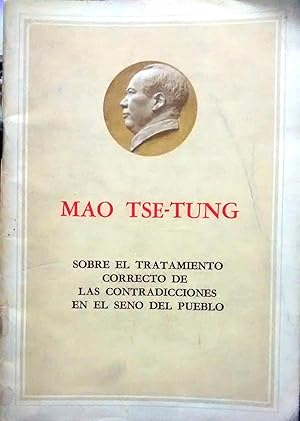 MAO TSE-TUNG
SOBRE EL TRATAMIENTO
CORRECTO DE
LAS CONTRADICCIONES
EN EL SENO DEL PUEBLO